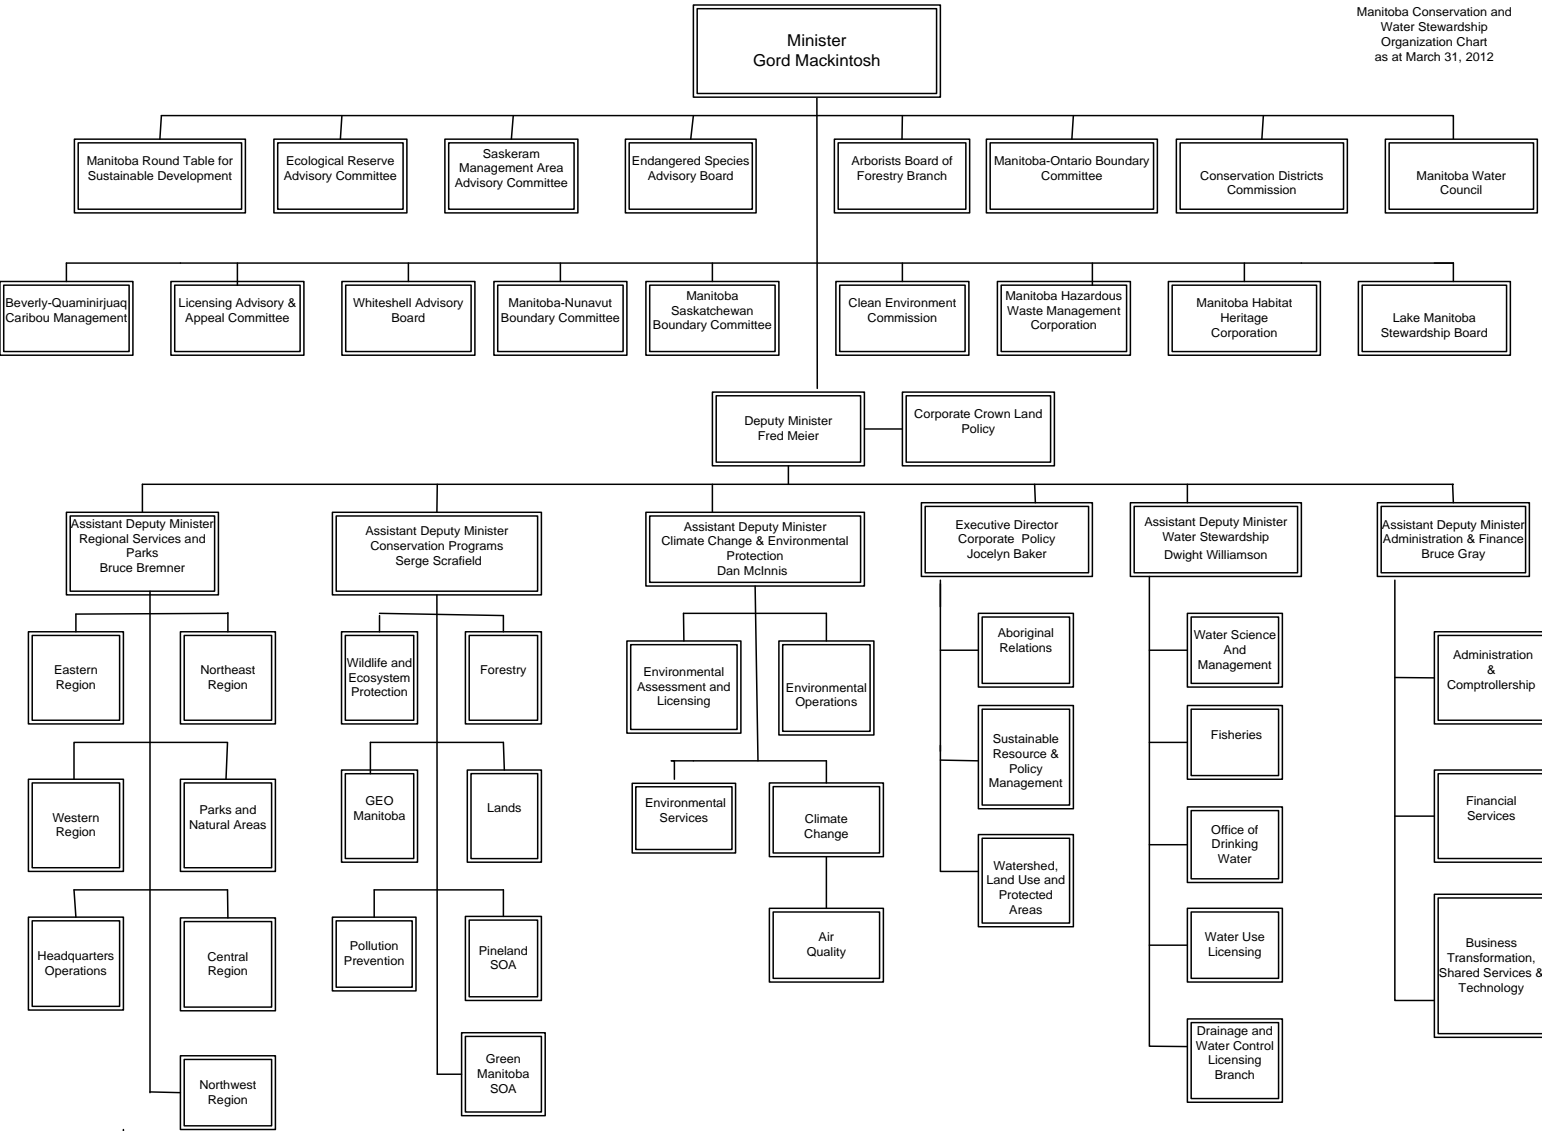 Manitoba Conservation and
Water Stewardship
Organization Chart
as at March 31, 2012
Minister
Gord Mackintosh
Manitoba Round Table for
Sustainable Development
Ecological Reserve
Advisory Committee
Saskeram
Management Area
Advisory Committee
Endangered Species
Advisory Board
Arborists Board of
Forestry Branch
Manitoba-Ontario Boundary
Committee
Conservation Districts
Commission
Manitoba Water
Council
Beverly-Quaminirjuaq
Caribou Management
Licensing Advisory &
Appeal Committee
Whiteshell Advisory
Board
Manitoba-Nunavut
Boundary Committee
Manitoba
Saskatchewan
Boundary Committee
Clean Environment
Commission
Manitoba Hazardous
Waste Management
Corporation
Manitoba Habitat
Heritage
Corporation
Lake Manitoba
Stewardship Board
Deputy Minister
Fred Meier
Corporate Crown Land
Policy
Assistant Deputy Minister
Regional Services and
Parks
Bruce Bremner
Assistant Deputy Minister
Conservation Programs
Serge Scrafield
Assistant Deputy Minister
Climate Change & Environmental
Protection
Dan McInnis
Executive Director
Corporate Policy
Jocelyn Baker
Assistant Deputy Minister
Water Stewardship
Dwight Williamson
Assistant Deputy Minister
Administration & Finance
Bruce Gray
Eastern
Region
Northeast
Region
Western
Region
Parks and
Natural Areas
Headquarters
Operations
Central
Region
Northwest
Region
Wildlife and
Ecosystem
Protection
Forestry
GEO
Manitoba
Lands
Pollution
Prevention
Pineland
SOA
Green
Manitoba
SOA
Environmental
Assessment and
Licensing
Environmental
Operations
Environmental
Services
Climate
Change
Air
Quality
Aboriginal
Relations
Sustainable
Resource &
Policy
Management
Watershed,
Land Use and
Protected
Areas
Water Science
And
Management
Fisheries
Office of
Drinking
Water
Water Use
Licensing
Drainage and
Water Control
Licensing
Branch
Administration
&
Comptrollership
Financial
Services
Business
Transformation,
Shared Services &
Technology